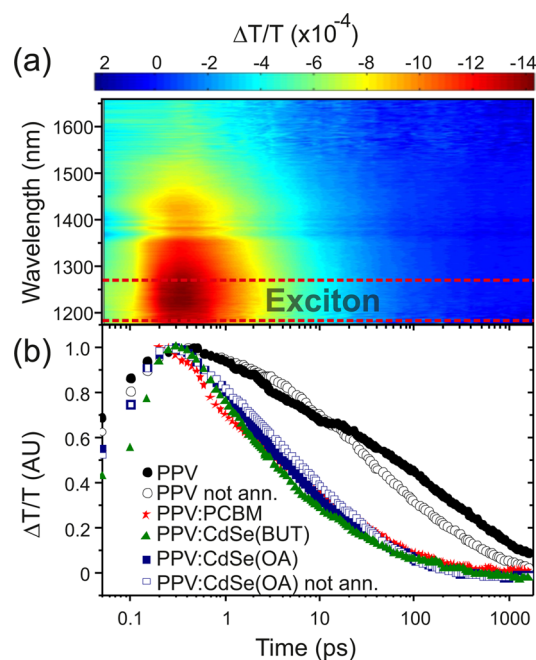 ΔT/T (x10⁻⁴)
(a)
2 0 -2 -4 -6 -8 -10 -12 -14
Wavelength (nm)
1600
1500
1400
1300
1200
Exciton
(b)
ΔT/T (AU)
1.0
0.8
0.6
0.4
0.2
0
PPV
PPV not ann.
PPV:PCBM
PPV:CdSe(BUT)
PPV:CdSe(OA)
PPV:CdSe(OA) not ann.
0.1 1 10 100 1000
Time (ps)